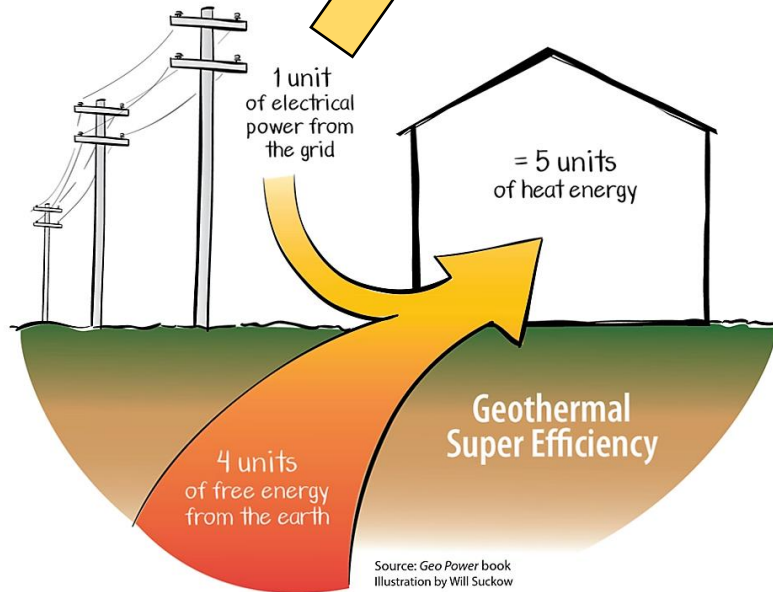 1 unit
of electrical
power from
the grid
= 5 units
of heat energy
Geothermal
Super Efficiency
4 units
of free energy
from the earth
Source: Geo Power book
Illustration by Will Suckow